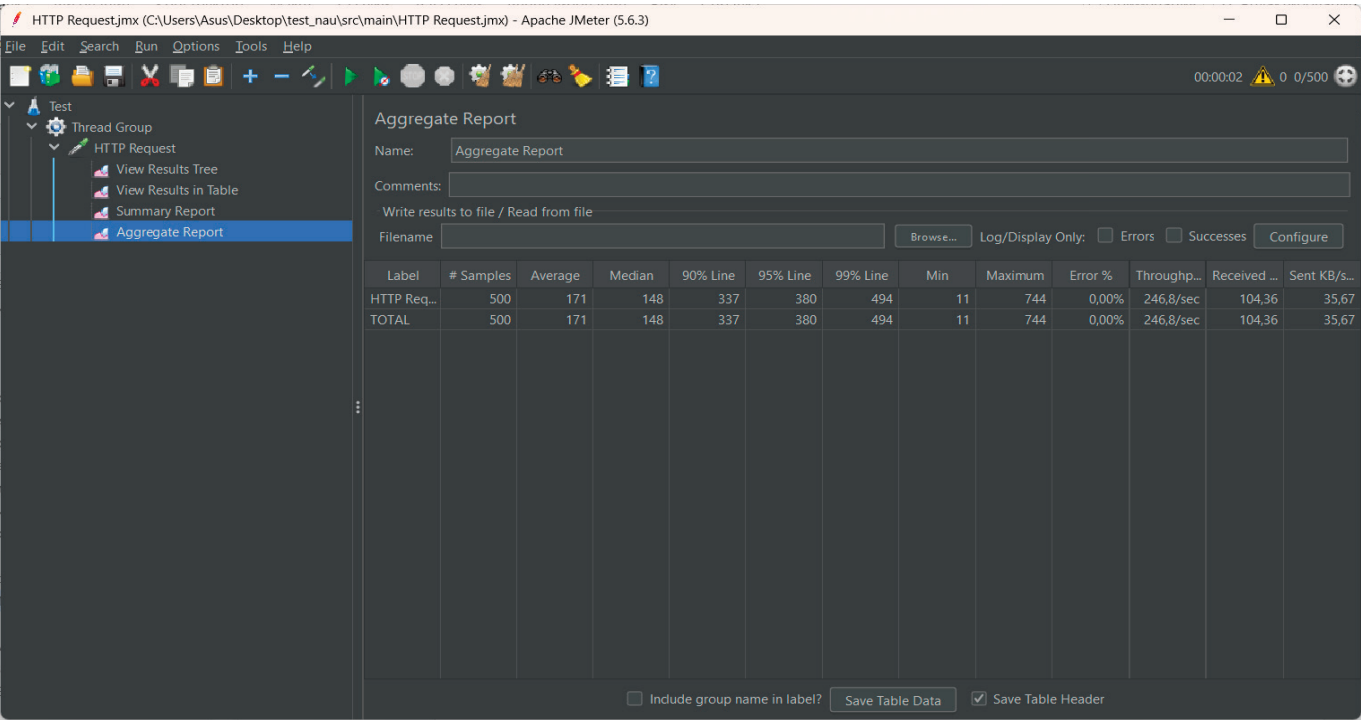 HTTP Request.jmx (C:\Users\Asus\Desktop\test_nau\src\main\HTTP Request.jmx) - Apache JMeter (5.6.3)
File Edit Search Run Options Tools Help
00:00:02 0 0/500
Test
Thread Group
HTTP Request
View Results Tree
View Results in Table
Summary Report
Aggregate Report
Aggregate Report
Name: Aggregate Report
Comments:
Write results to file / Read from file
Filename Browse... Log/Display Only: Errors Successes Configure
Label # Samples Average Median 90% Line 95% Line 99% Line Min Maximum Error % Throughp... Received ... Sent KB/s...
HTTP Req... 500 171 148 337 380 494 11 744 0,00% 246,8/sec 104,36 35,67
TOTAL 500 171 148 337 380 494 11 744 0,00% 246,8/sec 104,36 35,67
Include group name in label? Save Table Data Save Table Header